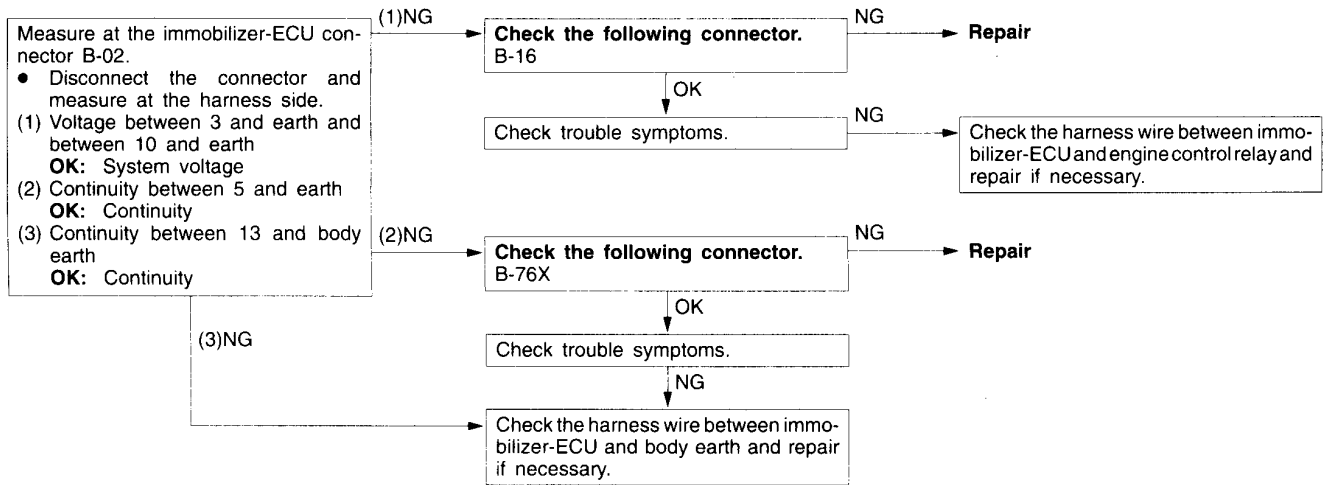 Measure at the immobilizer-ECU con-
nector B-02.
● Disconnect the connector and
measure at the harness side.
(1) Voltage between 3 and earth and
between 10 and earth
OK: System voltage
(2) Continuity between 5 and earth
OK: Continuity
(3) Continuity between 13 and body
earth
OK: Continuity
(1)NG
Check the following connector.
B-16
NG
Repair
OK
Check trouble symptoms.
NG
Check the harness wire between immo-
bilizer-ECU and engine control relay and
repair if necessary.
(2)NG
Check the following connector.
B-76X
NG
Repair
OK
Check trouble symptoms.
NG
(3)NG
Check the harness wire between immo-
bilizer-ECU and body earth and repair
if necessary.